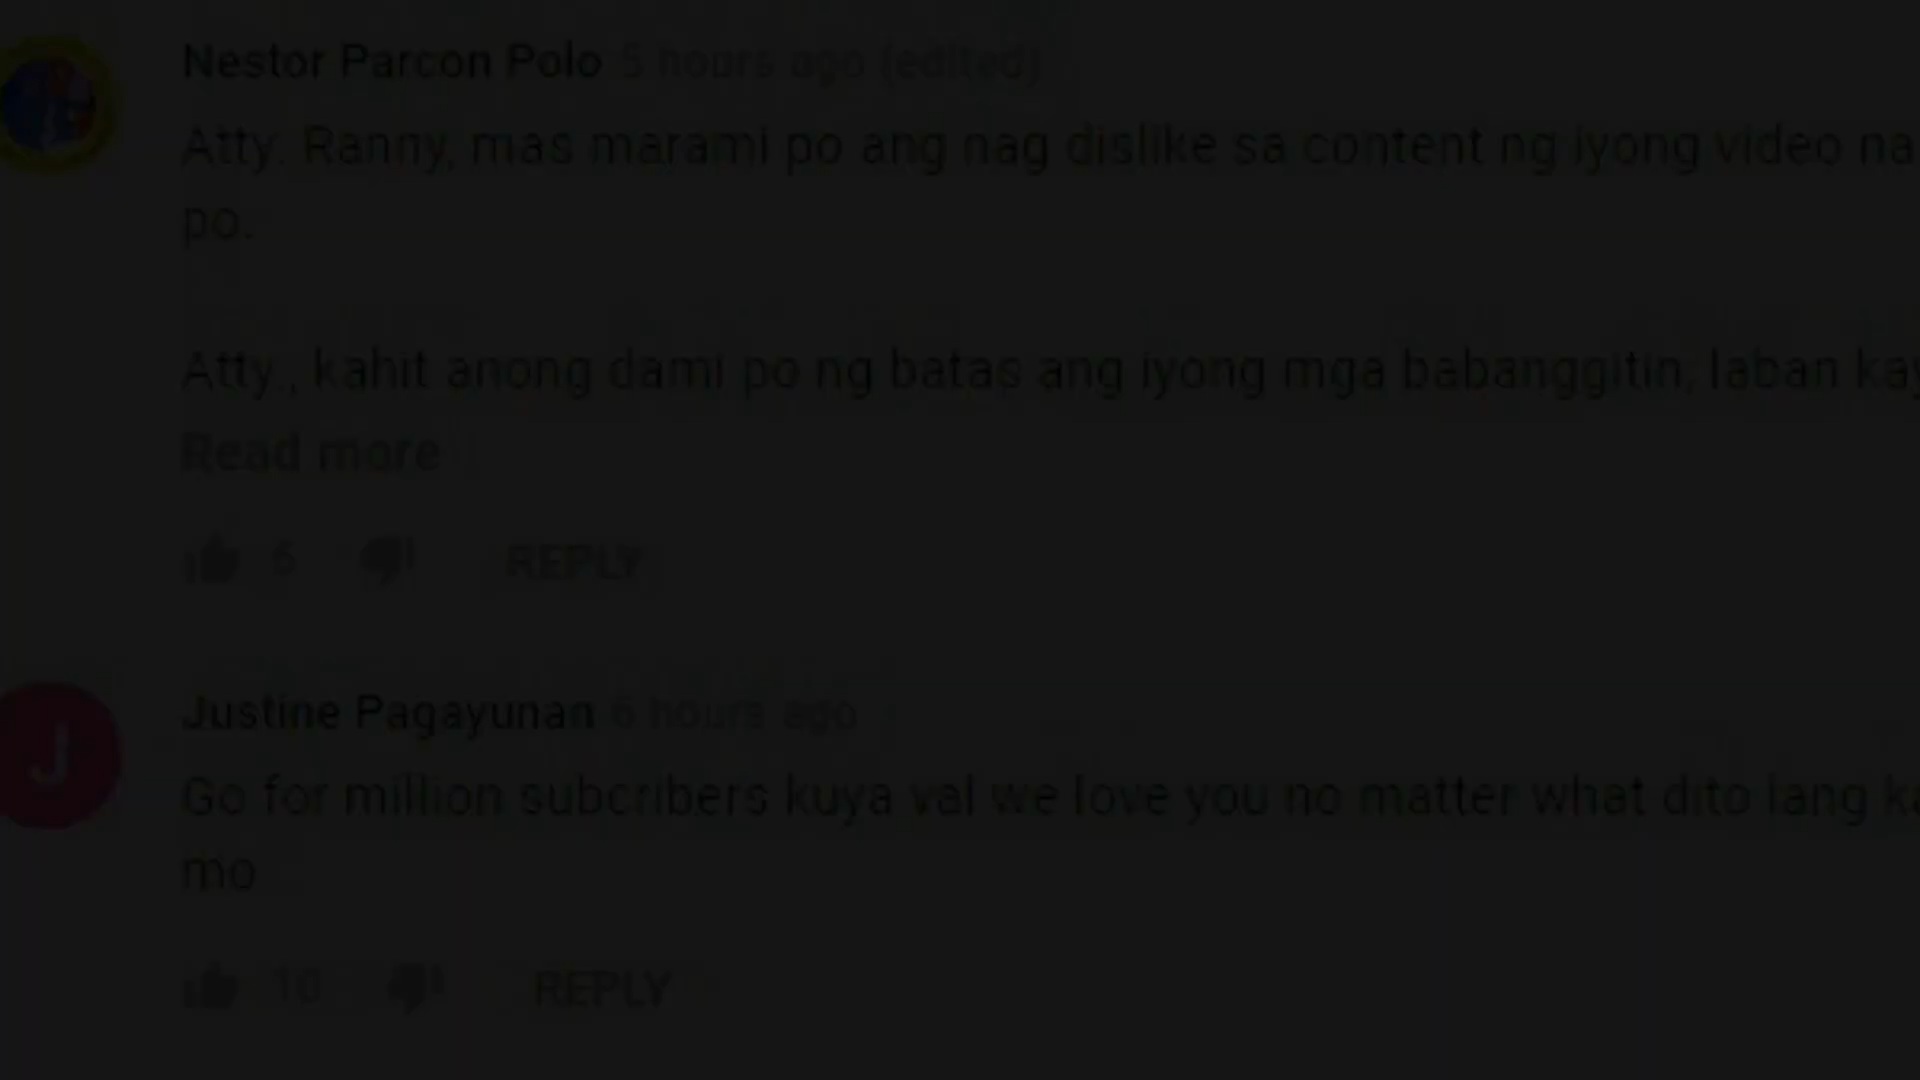 Nestor Parcon Polo 5 hours ago (edited)
Atty. Ranny, mas marami po ang nag dislike sa content ng iyong video na
po.
Atty., kahit anong dami po ng batas ang iyong mga babanggitin, laban
Read more
6 REPLY
J
Justine Pagayunan 6 hours ago
Go for million subcribers kuya val we love you no matter what dito lang
mo
10 REPLY